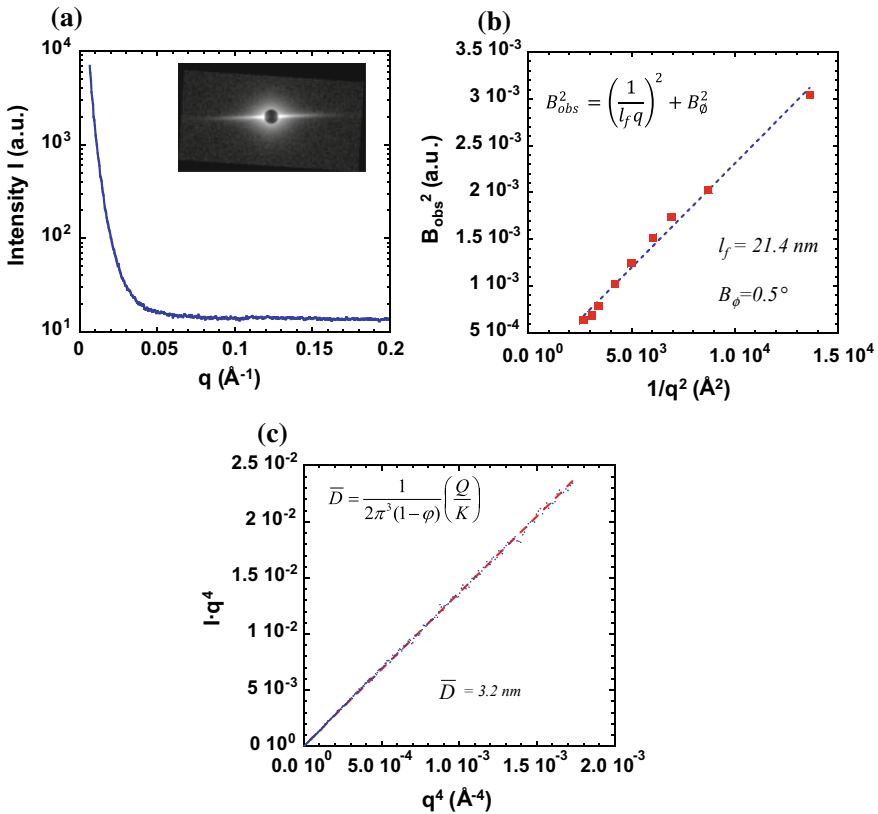 (a)
10^4
10^3
10^2
10^1
Intensity I (a.u.)
0 0.05 0.1 0.15 0.2
q (Å^-1)
(b)
3.5 10^-3
3 10^-3
2.5 10^-3
2 10^-3
1.5 10^-3
1 10^-3
5 10^-4
B_obs^2 (a.u.)
B_obs^2 = (1/(l_f q))^2 + B_ø^2
l_f = 21.4 nm
B_ϕ=0.5°
0.0 10^0 5.0 10^3 1.0 10^4 1.5 10^4
1/q^2 (Å^2)
(c)
2.5 10^-2
2 10^-2
1.5 10^-2
1 10^-2
5 10^-3
0 10^0
I·q^4
D̅ = 1/(2π^3(1−φ)) (Q/K)
D̅ = 3.2 nm
0.0 10^0 5.0 10^-4 1.0 10^-3 1.5 10^-3 2.0 10^-3
q^4 (Å^-4)